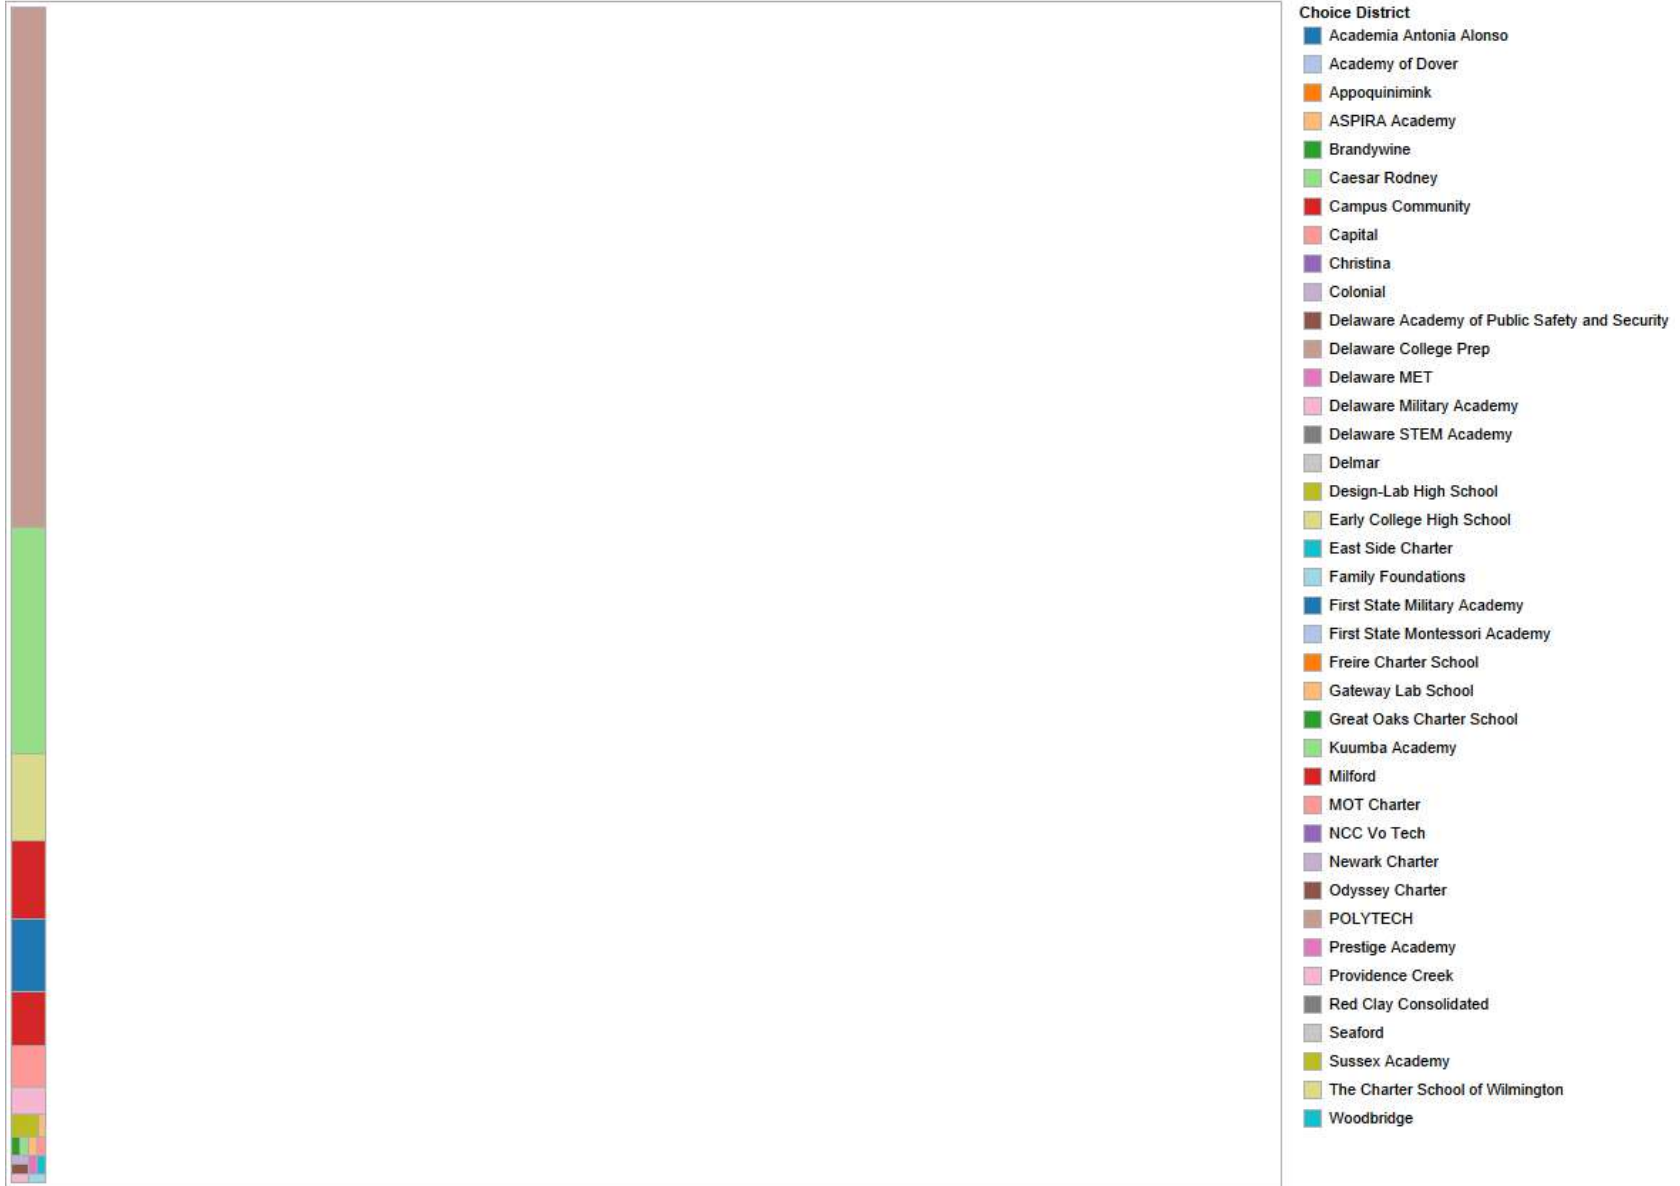 Choice District
Academia Antonia Alonso
Academy of Dover
Appoquinimink
ASPIRA Academy
Brandywine
Caesar Rodney
Campus Community
Capital
Christina
Colonial
Delaware Academy of Public Safety and Security
Delaware College Prep
Delaware MET
Delaware Military Academy
Delaware STEM Academy
Delmar
Design-Lab High School
Early College High School
East Side Charter
Family Foundations
First State Military Academy
First State Montessori Academy
Freire Charter School
Gateway Lab School
Great Oaks Charter School
Kuumba Academy
Milford
MOT Charter
NCC Vo Tech
Newark Charter
Odyssey Charter
POLYTECH
Prestige Academy
Providence Creek
Red Clay Consolidated
Seaford
Sussex Academy
The Charter School of Wilmington
Woodbridge